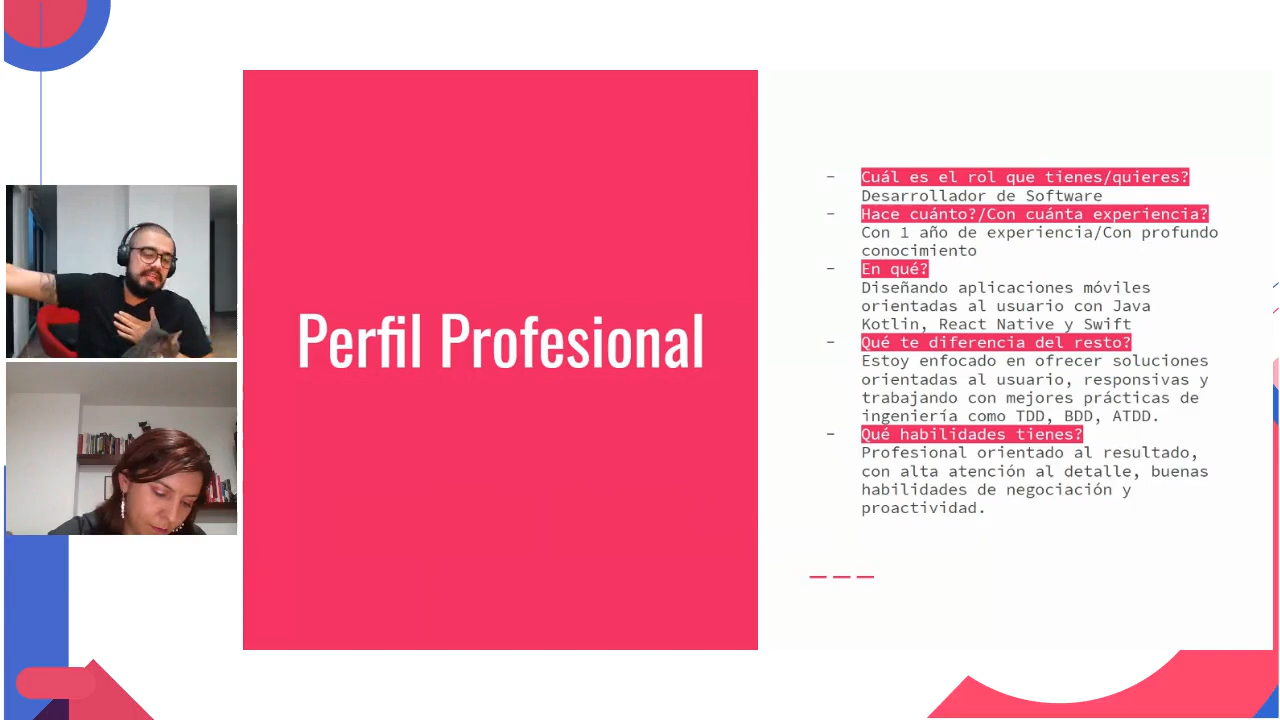 Perfil Profesional
- Cuál es el rol que tienes/quieres?
Desarrollador de Software
- Hace cuánto?/Con cuánta experiencia?
Con 1 año de experiencia/Con profundo
conocimiento
- En qué?
Diseñando aplicaciones móviles
orientadas al usuario con Java
Kotlin, React Native y Swift
- Qué te diferencia del resto?
Estoy enfocado en ofrecer soluciones
orientadas al usuario, responsivas y
trabajando con mejores prácticas de
ingeniería como TDD, BDD, ATDD.
- Qué habilidades tienes?
Profesional orientado al resultado,
con alta atención al detalle, buenas
habilidades de negociación y
proactividad.